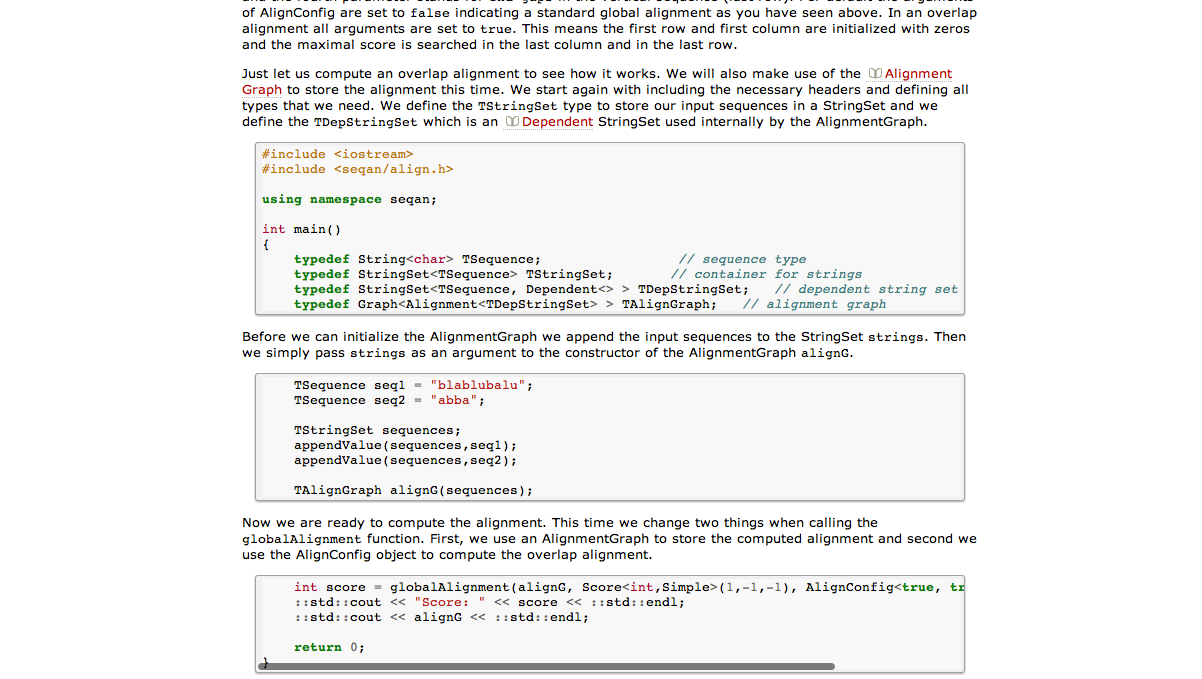 of AlignConfig are set to false indicating a standard global alignment as you have seen above. In an overlap
alignment all arguments are set to true. This means the first row and first column are initialized with zeros
and the maximal score is searched in the last column and in the last row.
Just let us compute an overlap alignment to see how it works. We will also make use of the Alignment
Graph to store the alignment this time. We start again with including the necessary headers and defining all
types that we need. We define the TStringSet type to store our input sequences in a StringSet and we
define the TDepStringSet which is an Dependent StringSet used internally by the AlignmentGraph.
#include <iostream>
#include <seqan/align.h>
using namespace seqan;
int main()
{
typedef String<char> TSequence; // sequence type
typedef StringSet<TSequence> TStringSet; // container for strings
typedef StringSet<TSequence, Dependent<> > TDepStringSet; // dependent string set
typedef Graph<Alignment<TDepStringSet> > TAlignGraph; // alignment graph
Before we can initialize the AlignmentGraph we append the input sequences to the StringSet strings. Then
we simply pass strings as an argument to the constructor of the AlignmentGraph alignG.
TSequence seq1 = "blablubalu";
TSequence seq2 = "abba";
TStringSet sequences;
appendValue(sequences,seq1);
appendValue(sequences,seq2);
TAlignGraph alignG(sequences);
Now we are ready to compute the alignment. This time we change two things when calling the
globalAlignment function. First, we use an AlignmentGraph to store the computed alignment and second we
use the AlignConfig object to compute the overlap alignment.
int score = globalAlignment(alignG, Score<int,Simple>(1,-1,-1), AlignConfig<true, tr
::std::cout << "Score: " << score << ::std::endl;
::std::cout << alignG << ::std::endl;
return 0;
}